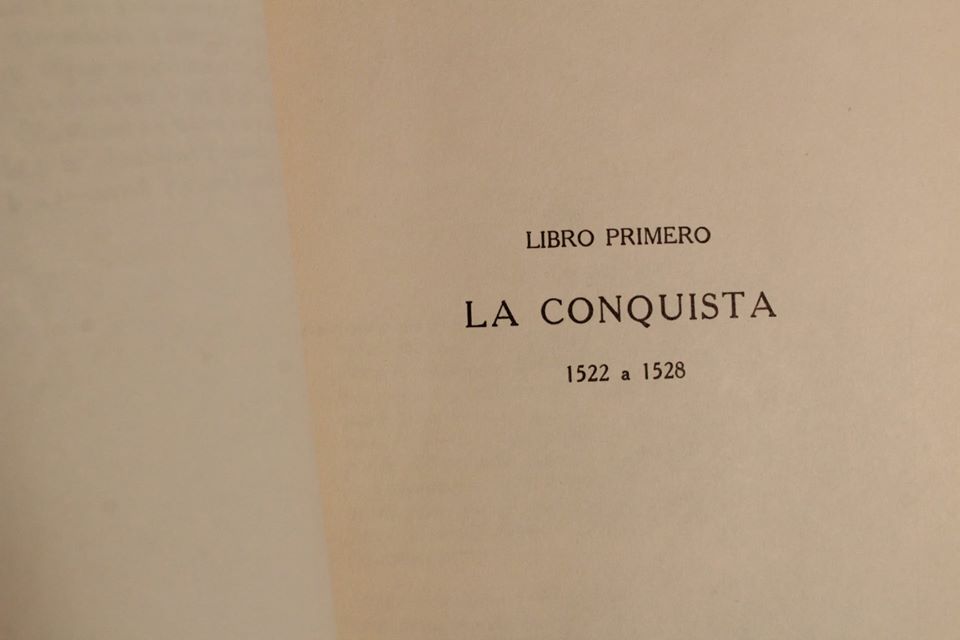 LIBRO PRIMERO
LA CONQUISTA
1522 a 1528